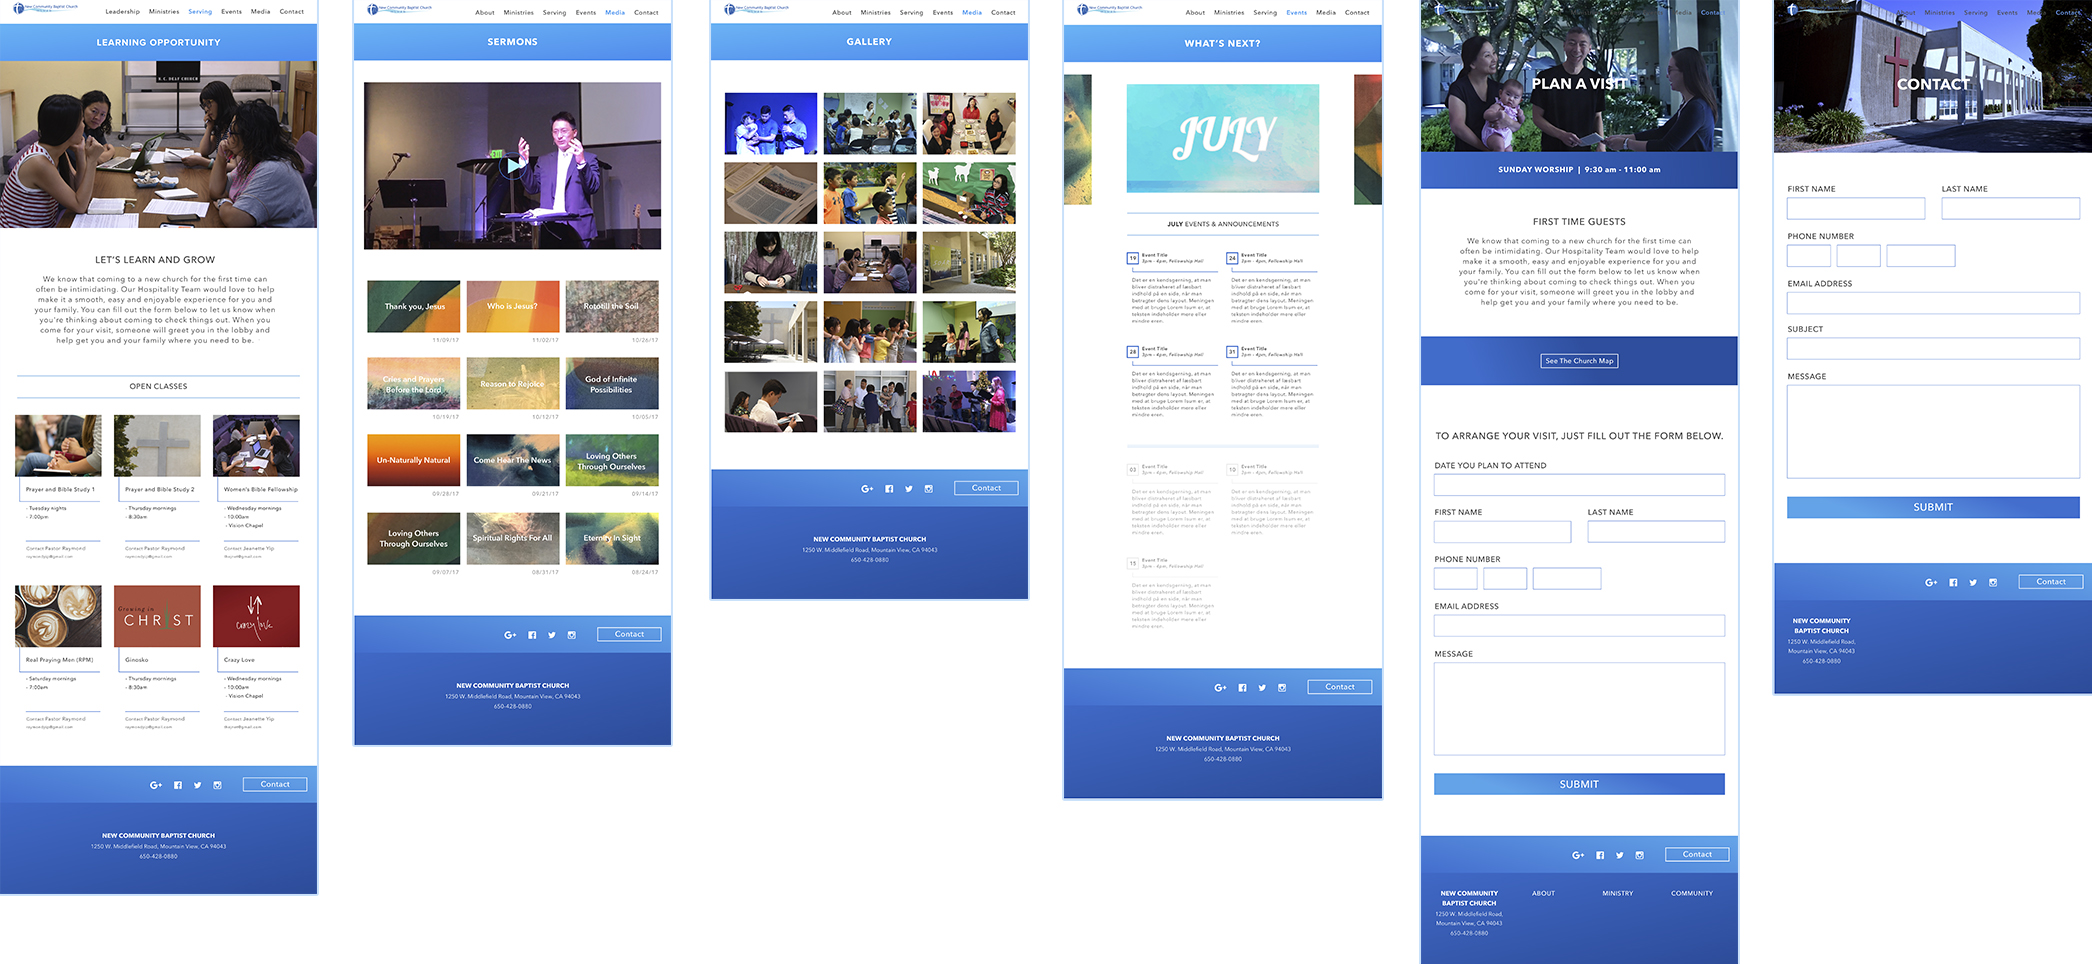 New Community Baptist Church
Leadership Ministries Serving Events Media Contact
LEARNING OPPORTUNITY
LET'S LEARN AND GROW
We know that coming to a new church for the first time can
often be intimidating. Our Hospitality Team would love to help
make it a smooth, easy and enjoyable experience for you and
your family. You can fill out the form below to let us know when
you're thinking about coming to check things out. When you
come for your visit, someone will greet you in the lobby and
help get you and your family where you need to be.
OPEN CLASSES
Prayer and Bible Study 1
- Tuesday nights
- 7:00pm
Contact Pastor Raymond
Prayer and Bible Study 2
- Thursday mornings
- 8:30am
Contact Pastor Raymond
Women's Bible Fellowship
- Wednesday mornings
- 10:00am
- Vision Chapel
Contact Jeanette Yip
Growing in
CHRIST
crazy love
Real Praying Men (RPM)
- Saturday mornings
- 7:00am
Contact Pastor Raymond
Ginosko
- Thursday mornings
- 8:30am
Contact Pastor Raymond
Crazy Love
- Wednesday mornings
- 10:00am
- Vision Chapel
Contact Jeanette Yip
G+ Contact
NEW COMMUNITY BAPTIST CHURCH
1250 W. Middlefield Road, Mountain View, CA 94043
650-428-0880
New Community Baptist Church
About Ministries Serving Events Media Contact
SERMONS
EXIT
Thank you, Jesus
11/09/17
Who is Jesus?
11/02/17
Rototill the Soil
10/26/17
Cries and Prayers
Before the Lord
10/19/17
Reason to Rejoice
10/12/17
God of Infinite
Possibilities
10/05/17
Un-Naturally Natural
09/28/17
Come Hear The News
09/21/17
Loving Others
Through Ourselves
09/14/17
Loving Others
Through Ourselves
09/07/17
Spiritual Rights For All
08/31/17
Eternity In Sight
08/24/17
G+ Contact
NEW COMMUNITY BAPTIST CHURCH
1250 W. Middlefield Road, Mountain View, CA 94043
650-428-0880
New Community Baptist Church
About Ministries Serving Events Media Contact
GALLERY
G+ Contact
NEW COMMUNITY BAPTIST CHURCH
1250 W. Middlefield Road, Mountain View, CA 94043
650-428-0880
New Community Baptist Church
About Ministries Serving Events Media Contact
WHAT'S NEXT?
JULY
JULY EVENTS & ANNOUNCEMENTS
19 Event Title
2pm - 4pm, Fellowship Hall
Det er en kendsgerning, at man
bliver distraheret af læsbart
indhold på en side, når man
betragter dens layout. Meningen
med at bruge Lorem Ipsum er, at
teksten indeholder mere eller
mindre eren.
24 Event Title
2pm - 4pm, Fellowship Hall
Det er en kendsgerning, at man
bliver distraheret af læsbart
indhold på en side, når man
betragter dens layout. Meningen
med at bruge Lorem Ipsum er, at
teksten indeholder mere eller
mindre eren.
28 Event Title
2pm - 4pm, Fellowship Hall
Det er en kendsgerning, at man
bliver distraheret af læsbart
indhold på en side, når man
betragter dens layout. Meningen
med at bruge Lorem Ipsum er, at
teksten indeholder mere eller
mindre eren.
31 Event Title
2pm - 4pm, Fellowship Hall
Det er en kendsgerning, at man
bliver distraheret af læsbart
indhold på en side, når man
betragter dens layout. Meningen
med at bruge Lorem Ipsum er, at
teksten indeholder mere eller
mindre eren.
03 Event Title
2pm - 4pm, Fellowship Hall
Det er en kendsgerning, at man
bliver distraheret af læsbart
indhold på en side, når man
betragter dens layout. Meningen
med at bruge Lorem Ipsum er, at
teksten indeholder mere eller
mindre eren.
10 Event Title
2pm - 4pm, Fellowship Hall
Det er en kendsgerning, at man
bliver distraheret af læsbart
indhold på en side, når man
betragter dens layout. Meningen
med at bruge Lorem Ipsum er, at
teksten indeholder mere eller
mindre eren.
15 Event Title
2pm - 4pm, Fellowship Hall
Det er en kendsgerning, at man
bliver distraheret af læsbart
indhold på en side, når man
betragter dens layout. Meningen
med at bruge Lorem Ipsum er, at
teksten indeholder mere eller
mindre eren.
G+ Contact
NEW COMMUNITY BAPTIST CHURCH
1250 W. Middlefield Road, Mountain View, CA 94043
650-428-0880
Media Contact
PLAN A VISIT
SUNDAY WORSHIP | 9:30 am - 11:00 am
FIRST TIME GUESTS
We know that coming to a new church for the first time can
often be intimidating. Our Hospitality Team would love to help
make it a smooth, easy and enjoyable experience for you and
your family. You can fill out the form below to let us know when
you're thinking about coming to check things out. When you
come for your visit, someone will greet you in the lobby and
help get you and your family where you need to be.
See The Church Map
TO ARRANGE YOUR VISIT, JUST FILL OUT THE FORM BELOW.
DATE YOU PLAN TO ATTEND
FIRST NAME LAST NAME
PHONE NUMBER
EMAIL ADDRESS
MESSAGE
SUBMIT
G+ Contact
NEW COMMUNITY
BAPTIST CHURCH
1250 W. Middlefield Road,
Mountain View, CA 94043
650-428-0880
ABOUT MINISTRY COMMUNITY
About Ministries Serving Events Media Contact
CONTACT
FIRST NAME LAST NAME
PHONE NUMBER
EMAIL ADDRESS
SUBJECT
MESSAGE
SUBMIT
G+ Contact
NEW COMMUNITY
BAPTIST CHURCH
1250 W. Middlefield Road,
Mountain View, CA 94043
650-428-0880